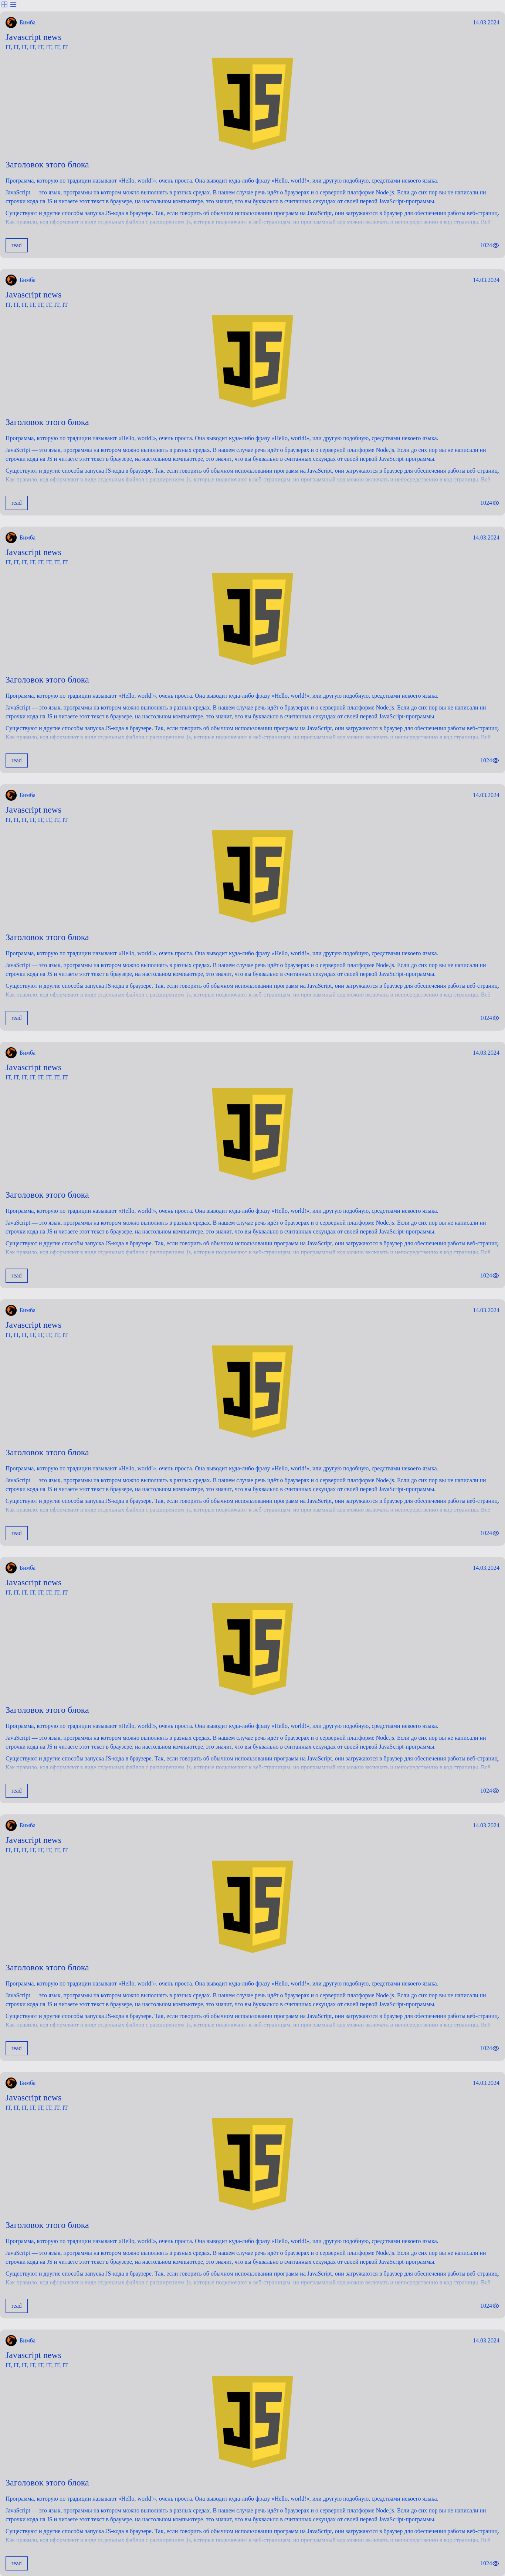 Бимба 14.03.2024
Javascript news
IT, IT, IT, IT, IT, IT, IT, IT
JS
Заголовок этого блока
Программа, которую по традиции называют «Hello, world!», очень проста. Она выводит куда-либо фразу «Hello, world!», или другую подобную, средствами некоего языка.
JavaScript — это язык, программы на котором можно выполнять в разных средах. В нашем случае речь идёт о браузерах и о серверной платформе Node.js. Если до сих пор вы не написали ни
строчки кода на JS и читаете этот текст в браузере, на настольном компьютере, это значит, что вы буквально в считанных секундах от своей первой JavaScript-программы.
Существуют и другие способы запуска JS-кода в браузере. Так, если говорить об обычном использовании программ на JavaScript, они загружаются в браузер для обеспечения работы веб-страниц.
Как правило, код оформляют в виде отдельных файлов с расширением .js, которые подключают к веб-страницам, но программный код можно включать и непосредственно в код страницы. Всё
read 1024
Бимба 14.03.2024
Javascript news
IT, IT, IT, IT, IT, IT, IT, IT
JS
Заголовок этого блока
Программа, которую по традиции называют «Hello, world!», очень проста. Она выводит куда-либо фразу «Hello, world!», или другую подобную, средствами некоего языка.
JavaScript — это язык, программы на котором можно выполнять в разных средах. В нашем случае речь идёт о браузерах и о серверной платформе Node.js. Если до сих пор вы не написали ни
строчки кода на JS и читаете этот текст в браузере, на настольном компьютере, это значит, что вы буквально в считанных секундах от своей первой JavaScript-программы.
Существуют и другие способы запуска JS-кода в браузере. Так, если говорить об обычном использовании программ на JavaScript, они загружаются в браузер для обеспечения работы веб-страниц.
Как правило, код оформляют в виде отдельных файлов с расширением .js, которые подключают к веб-страницам, но программный код можно включать и непосредственно в код страницы. Всё
read 1024
Бимба 14.03.2024
Javascript news
IT, IT, IT, IT, IT, IT, IT, IT
JS
Заголовок этого блока
Программа, которую по традиции называют «Hello, world!», очень проста. Она выводит куда-либо фразу «Hello, world!», или другую подобную, средствами некоего языка.
JavaScript — это язык, программы на котором можно выполнять в разных средах. В нашем случае речь идёт о браузерах и о серверной платформе Node.js. Если до сих пор вы не написали ни
строчки кода на JS и читаете этот текст в браузере, на настольном компьютере, это значит, что вы буквально в считанных секундах от своей первой JavaScript-программы.
Существуют и другие способы запуска JS-кода в браузере. Так, если говорить об обычном использовании программ на JavaScript, они загружаются в браузер для обеспечения работы веб-страниц.
Как правило, код оформляют в виде отдельных файлов с расширением .js, которые подключают к веб-страницам, но программный код можно включать и непосредственно в код страницы. Всё
read 1024
Бимба 14.03.2024
Javascript news
IT, IT, IT, IT, IT, IT, IT, IT
JS
Заголовок этого блока
Программа, которую по традиции называют «Hello, world!», очень проста. Она выводит куда-либо фразу «Hello, world!», или другую подобную, средствами некоего языка.
JavaScript — это язык, программы на котором можно выполнять в разных средах. В нашем случае речь идёт о браузерах и о серверной платформе Node.js. Если до сих пор вы не написали ни
строчки кода на JS и читаете этот текст в браузере, на настольном компьютере, это значит, что вы буквально в считанных секундах от своей первой JavaScript-программы.
Существуют и другие способы запуска JS-кода в браузере. Так, если говорить об обычном использовании программ на JavaScript, они загружаются в браузер для обеспечения работы веб-страниц.
Как правило, код оформляют в виде отдельных файлов с расширением .js, которые подключают к веб-страницам, но программный код можно включать и непосредственно в код страницы. Всё
read 1024
Бимба 14.03.2024
Javascript news
IT, IT, IT, IT, IT, IT, IT, IT
JS
Заголовок этого блока
Программа, которую по традиции называют «Hello, world!», очень проста. Она выводит куда-либо фразу «Hello, world!», или другую подобную, средствами некоего языка.
JavaScript — это язык, программы на котором можно выполнять в разных средах. В нашем случае речь идёт о браузерах и о серверной платформе Node.js. Если до сих пор вы не написали ни
строчки кода на JS и читаете этот текст в браузере, на настольном компьютере, это значит, что вы буквально в считанных секундах от своей первой JavaScript-программы.
Существуют и другие способы запуска JS-кода в браузере. Так, если говорить об обычном использовании программ на JavaScript, они загружаются в браузер для обеспечения работы веб-страниц.
Как правило, код оформляют в виде отдельных файлов с расширением .js, которые подключают к веб-страницам, но программный код можно включать и непосредственно в код страницы. Всё
read 1024
Бимба 14.03.2024
Javascript news
IT, IT, IT, IT, IT, IT, IT, IT
JS
Заголовок этого блока
Программа, которую по традиции называют «Hello, world!», очень проста. Она выводит куда-либо фразу «Hello, world!», или другую подобную, средствами некоего языка.
JavaScript — это язык, программы на котором можно выполнять в разных средах. В нашем случае речь идёт о браузерах и о серверной платформе Node.js. Если до сих пор вы не написали ни
строчки кода на JS и читаете этот текст в браузере, на настольном компьютере, это значит, что вы буквально в считанных секундах от своей первой JavaScript-программы.
Существуют и другие способы запуска JS-кода в браузере. Так, если говорить об обычном использовании программ на JavaScript, они загружаются в браузер для обеспечения работы веб-страниц.
Как правило, код оформляют в виде отдельных файлов с расширением .js, которые подключают к веб-страницам, но программный код можно включать и непосредственно в код страницы. Всё
read 1024
Бимба 14.03.2024
Javascript news
IT, IT, IT, IT, IT, IT, IT, IT
JS
Заголовок этого блока
Программа, которую по традиции называют «Hello, world!», очень проста. Она выводит куда-либо фразу «Hello, world!», или другую подобную, средствами некоего языка.
JavaScript — это язык, программы на котором можно выполнять в разных средах. В нашем случае речь идёт о браузерах и о серверной платформе Node.js. Если до сих пор вы не написали ни
строчки кода на JS и читаете этот текст в браузере, на настольном компьютере, это значит, что вы буквально в считанных секундах от своей первой JavaScript-программы.
Существуют и другие способы запуска JS-кода в браузере. Так, если говорить об обычном использовании программ на JavaScript, они загружаются в браузер для обеспечения работы веб-страниц.
Как правило, код оформляют в виде отдельных файлов с расширением .js, которые подключают к веб-страницам, но программный код можно включать и непосредственно в код страницы. Всё
read 1024
Бимба 14.03.2024
Javascript news
IT, IT, IT, IT, IT, IT, IT, IT
JS
Заголовок этого блока
Программа, которую по традиции называют «Hello, world!», очень проста. Она выводит куда-либо фразу «Hello, world!», или другую подобную, средствами некоего языка.
JavaScript — это язык, программы на котором можно выполнять в разных средах. В нашем случае речь идёт о браузерах и о серверной платформе Node.js. Если до сих пор вы не написали ни
строчки кода на JS и читаете этот текст в браузере, на настольном компьютере, это значит, что вы буквально в считанных секундах от своей первой JavaScript-программы.
Существуют и другие способы запуска JS-кода в браузере. Так, если говорить об обычном использовании программ на JavaScript, они загружаются в браузер для обеспечения работы веб-страниц.
Как правило, код оформляют в виде отдельных файлов с расширением .js, которые подключают к веб-страницам, но программный код можно включать и непосредственно в код страницы. Всё
read 1024
Бимба 14.03.2024
Javascript news
IT, IT, IT, IT, IT, IT, IT, IT
JS
Заголовок этого блока
Программа, которую по традиции называют «Hello, world!», очень проста. Она выводит куда-либо фразу «Hello, world!», или другую подобную, средствами некоего языка.
JavaScript — это язык, программы на котором можно выполнять в разных средах. В нашем случае речь идёт о браузерах и о серверной платформе Node.js. Если до сих пор вы не написали ни
строчки кода на JS и читаете этот текст в браузере, на настольном компьютере, это значит, что вы буквально в считанных секундах от своей первой JavaScript-программы.
Существуют и другие способы запуска JS-кода в браузере. Так, если говорить об обычном использовании программ на JavaScript, они загружаются в браузер для обеспечения работы веб-страниц.
Как правило, код оформляют в виде отдельных файлов с расширением .js, которые подключают к веб-страницам, но программный код можно включать и непосредственно в код страницы. Всё
read 1024
Бимба 14.03.2024
Javascript news
IT, IT, IT, IT, IT, IT, IT, IT
JS
Заголовок этого блока
Программа, которую по традиции называют «Hello, world!», очень проста. Она выводит куда-либо фразу «Hello, world!», или другую подобную, средствами некоего языка.
JavaScript — это язык, программы на котором можно выполнять в разных средах. В нашем случае речь идёт о браузерах и о серверной платформе Node.js. Если до сих пор вы не написали ни
строчки кода на JS и читаете этот текст в браузере, на настольном компьютере, это значит, что вы буквально в считанных секундах от своей первой JavaScript-программы.
Существуют и другие способы запуска JS-кода в браузере. Так, если говорить об обычном использовании программ на JavaScript, они загружаются в браузер для обеспечения работы веб-страниц.
Как правило, код оформляют в виде отдельных файлов с расширением .js, которые подключают к веб-страницам, но программный код можно включать и непосредственно в код страницы. Всё
read 1024